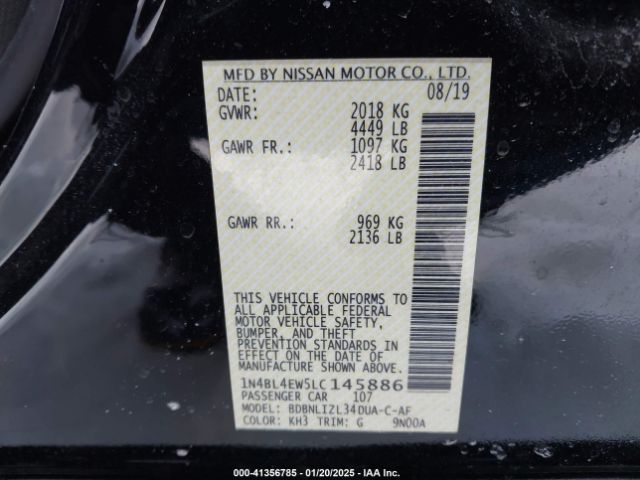 MFD BY NISSAN MOTOR CO., LTD.
DATE: 08/19
GVWR: 2018 KG
4449 LB
GAWR FR.: 1097 KG
2418 LB
GAWR RR.: 969 KG
2136 LB
THIS VEHICLE CONFORMS TO
ALL APPLICABLE FEDERAL
MOTOR VEHICLE SAFETY,
BUMPER, AND THEFT
PREVENTION STANDARDS IN
EFFECT ON THE DATE OF
MANUFACTURE SHOWN ABOVE.
1N4BL4EW5LC145886
PASSENGER CAR 107
MODEL: BDBNLIZL34DUA-C-AF
COLOR: KH3 TRIM: G 9N00A
000-41356785 - 01/20/2025 - IAA Inc.